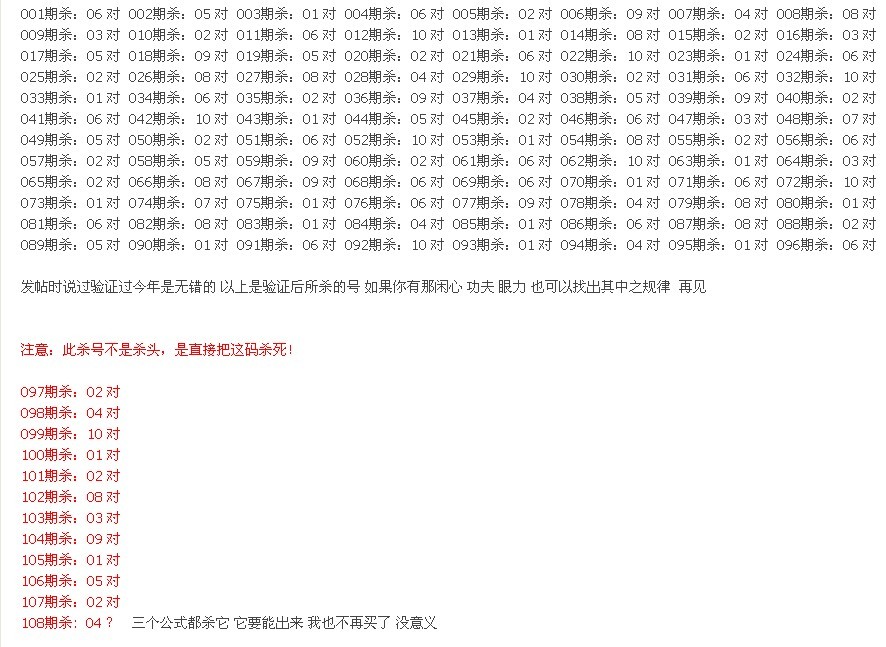 001期杀：06 对 002期杀：05 对 003期杀：01 对 004期杀：06 对 005期杀：02 对 006期杀：09 对 007期杀：04 对 008期杀：08 对
009期杀：03 对 010期杀：02 对 011期杀：06 对 012期杀：10 对 013期杀：01 对 014期杀：08 对 015期杀：02 对 016期杀：03 对
017期杀：05 对 018期杀：09 对 019期杀：05 对 020期杀：02 对 021期杀：06 对 022期杀：10 对 023期杀：01 对 024期杀：06 对
025期杀：02 对 026期杀：08 对 027期杀：08 对 028期杀：04 对 029期杀：10 对 030期杀：02 对 031期杀：06 对 032期杀：10 对
033期杀：01 对 034期杀：06 对 035期杀：02 对 036期杀：09 对 037期杀：04 对 038期杀：05 对 039期杀：09 对 040期杀：02 对
041期杀：06 对 042期杀：10 对 043期杀：01 对 044期杀：05 对 045期杀：02 对 046期杀：06 对 047期杀：03 对 048期杀：07 对
049期杀：05 对 050期杀：02 对 051期杀：06 对 052期杀：10 对 053期杀：01 对 054期杀：08 对 055期杀：02 对 056期杀：06 对
057期杀：02 对 058期杀：05 对 059期杀：09 对 060期杀：02 对 061期杀：06 对 062期杀：10 对 063期杀：01 对 064期杀：03 对
065期杀：02 对 066期杀：08 对 067期杀：09 对 068期杀：06 对 069期杀：06 对 070期杀：01 对 071期杀：06 对 072期杀：10 对
073期杀：01 对 074期杀：07 对 075期杀：01 对 076期杀：06 对 077期杀：09 对 078期杀：04 对 079期杀：08 对 080期杀：01 对
081期杀：06 对 082期杀：08 对 083期杀：01 对 084期杀：04 对 085期杀：01 对 086期杀：06 对 087期杀：08 对 088期杀：02 对
089期杀：05 对 090期杀：01 对 091期杀：06 对 092期杀：10 对 093期杀：01 对 094期杀：04 对 095期杀：01 对 096期杀：06 对
发帖时说过验证过今年是无错的 以上是验证后所杀的号 如果你有那闲心 功夫 眼力 也可以找出其中之规律 再见
注意：此杀号不是杀头，是直接把这码杀死！
097期杀：02 对
098期杀：04 对
099期杀：10 对
100期杀：01 对
101期杀：02 对
102期杀：08 对
103期杀：03 对
104期杀：09 对
105期杀：01 对
106期杀：05 对
107期杀：02 对
108期杀：04 ？ 三个公式都杀它 它要能出来 我也不再买了 没意义